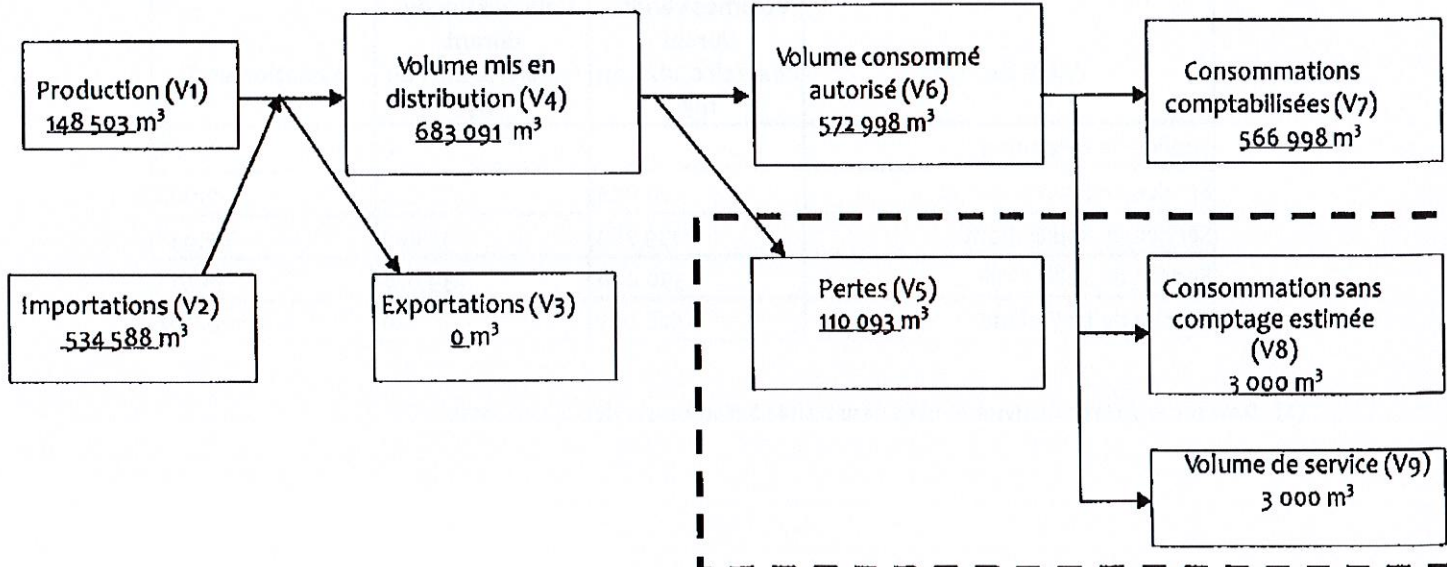 Production (V1)
148 503 m³
Volume mis en
distribution (V4)
683 091 m³
Volume consommé
autorisé (V6)
572 998 m³
Consommations
comptabilisées (V7)
566 998 m³
Importations (V2)
534 588 m³
Exportations (V3)
0 m³
Pertes (V5)
110 093 m³
Consommation sans
comptage estimée
(V8)
3 000 m³
Volume de service (V9)
3 000 m³